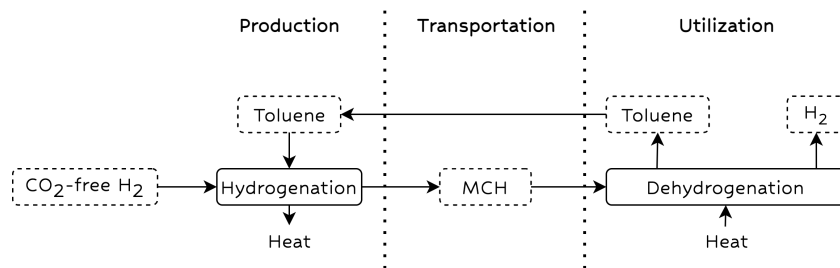 Production
Transportation
Utilization
Toluene
Toluene
H2
CO2-free H2
Hydrogenation
MCH
Dehydrogenation
Heat
Heat